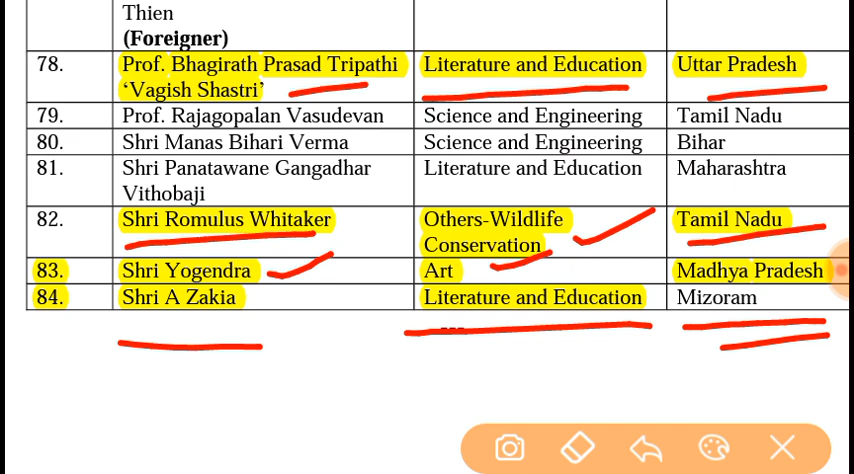 Thien
(Foreigner)
78. Prof. Bhagirath Prasad Tripathi Literature and Education Uttar Pradesh
‘Vagish Shastri’
79. Prof. Rajagopalan Vasudevan Science and Engineering Tamil Nadu
80. Shri Manas Bihari Verma Science and Engineering Bihar
81. Shri Panatawane Gangadhar Literature and Education Maharashtra
Vithobaji
82. Shri Romulus Whitaker Others-Wildlife Tamil Nadu
Conservation
83. Shri Yogendra Art Madhya Pradesh
84. Shri A Zakia Literature and Education Mizoram
---